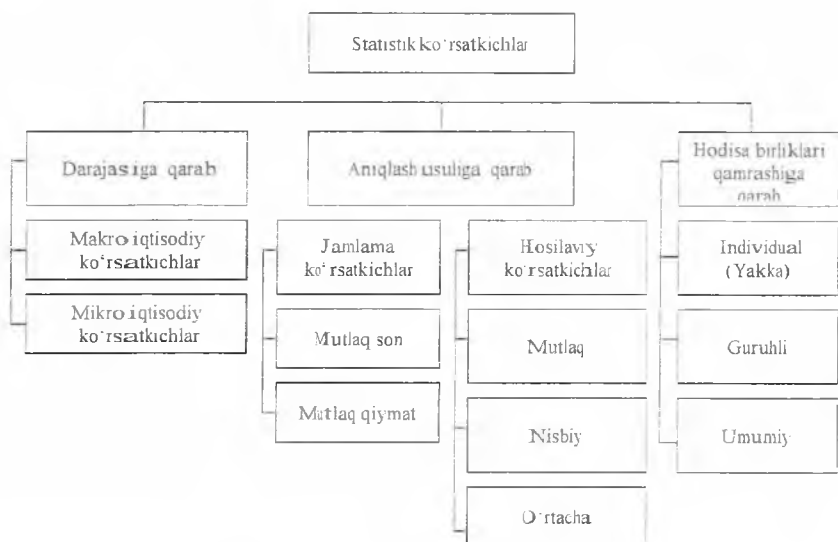 Statistik ko‘rsatkichlar
Darajasiga qarab
Aniqlash usuliga qarab
Hodisa birliklari
qamrashiga
qarab
Makro iqtisodiy
ko‘rsatkichlar
Mikro iqtisodiy
ko‘rsatkichlar
Jamlama
ko‘rsatkichlar
Mutlaq son
Mutlaq qiymat
Hosilaviy
ko‘rsatkichlar
Mutlaq
Nisbiy
O‘rtacha
Individual
(Yakka)
Guruhli
Umumiy